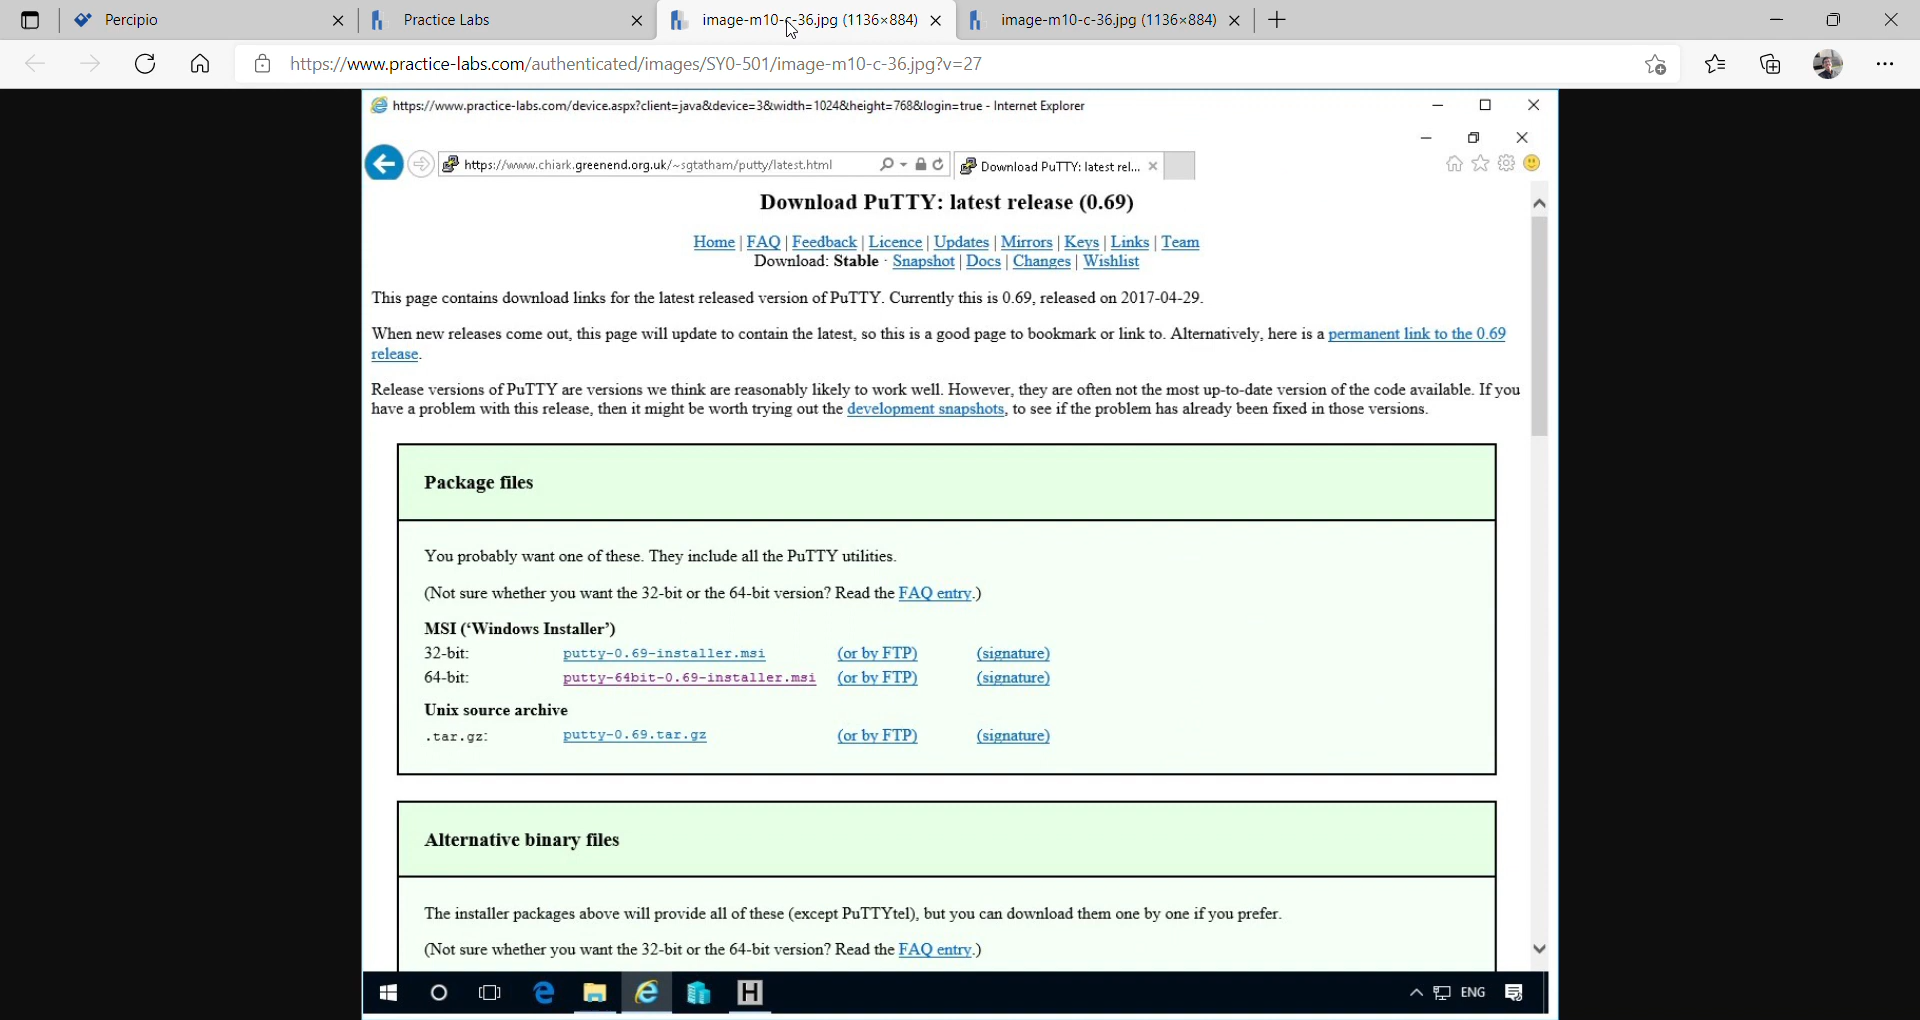 Percipio
Practice Labs
image-m10-c-36.jpg (1136×884)
image-m10-c-36.jpg (1136×884)
https://www.practice-labs.com/authenticated/images/SY0-501/image-m10-c-36.jpg?v=27
https://www.practice-labs.com/device.aspx?client=java&device=3&width=1024&height=768&login=true - Internet Explorer
https://www.chiark.greenend.org.uk/~sgtatham/putty/latest.html
Download PuTTY: latest rel...
Download PuTTY: latest release (0.69)
Home | FAQ | Feedback | Licence | Updates | Mirrors | Keys | Links | Team
Download: Stable · Snapshot | Docs | Changes | Wishlist
This page contains download links for the latest released version of PuTTY. Currently this is 0.69, released on 2017-04-29.
When new releases come out, this page will update to contain the latest, so this is a good page to bookmark or link to. Alternatively, here is a permanent link to the 0.69
release.
Release versions of PuTTY are versions we think are reasonably likely to work well. However, they are often not the most up-to-date version of the code available. If you
have a problem with this release, then it might be worth trying out the development snapshots, to see if the problem has already been fixed in those versions.
Package files
You probably want one of these. They include all the PuTTY utilities.
(Not sure whether you want the 32-bit or the 64-bit version? Read the FAQ entry.)
MSI (‘Windows Installer’)
32-bit: putty-0.69-installer.msi (or by FTP) (signature)
64-bit: putty-64bit-0.69-installer.msi (or by FTP) (signature)
Unix source archive
.tar.gz: putty-0.69.tar.gz (or by FTP) (signature)
Alternative binary files
The installer packages above will provide all of these (except PuTTYtel), but you can download them one by one if you prefer.
(Not sure whether you want the 32-bit or the 64-bit version? Read the FAQ entry.)
H
ENG